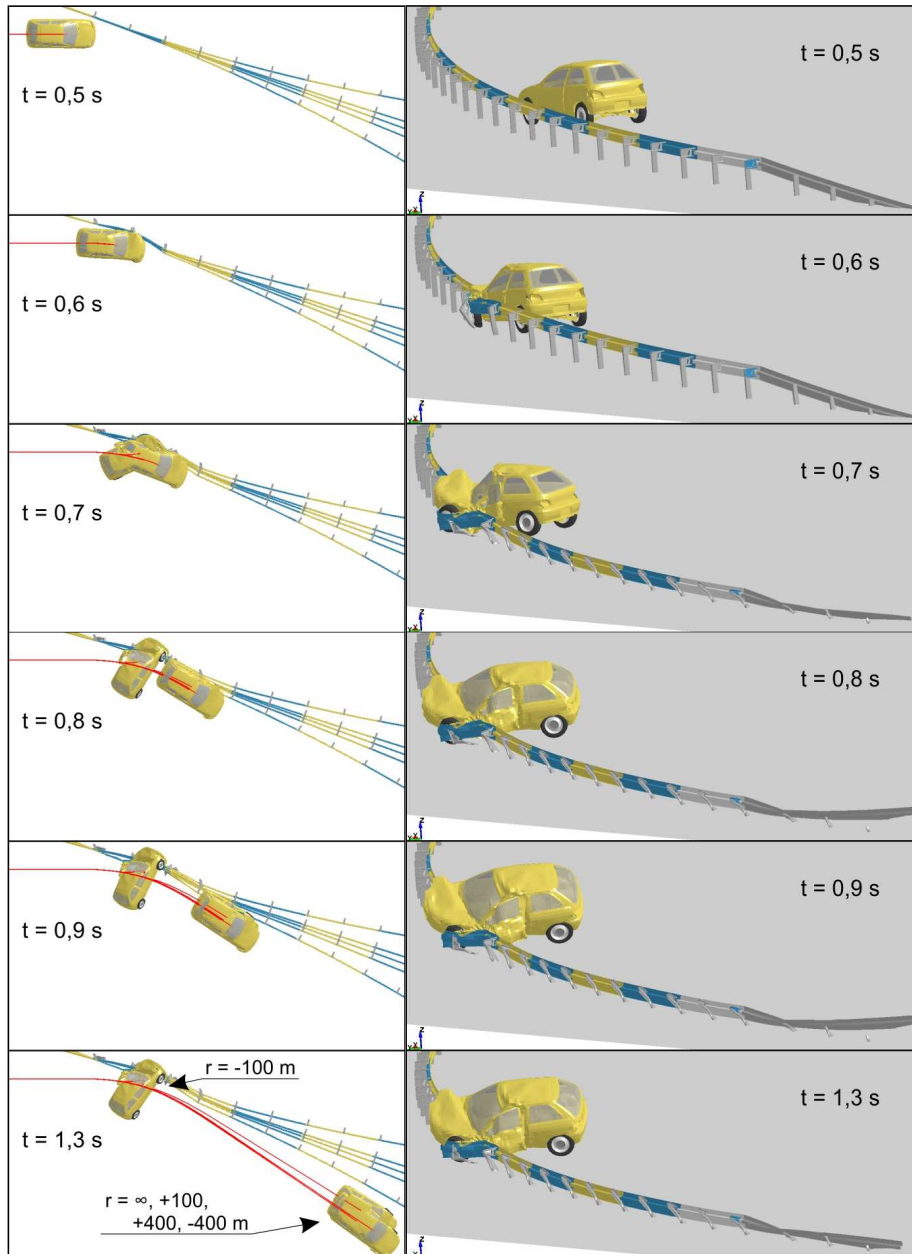 t = 0,5 s
t = 0,5 s
t = 0,6 s
t = 0,6 s
t = 0,7 s
t = 0,7 s
t = 0,8 s
t = 0,8 s
t = 0,9 s
t = 0,9 s
r = -100 m
t = 1,3 s
t = 1,3 s
r = ∞, +100,
+400, -400 m